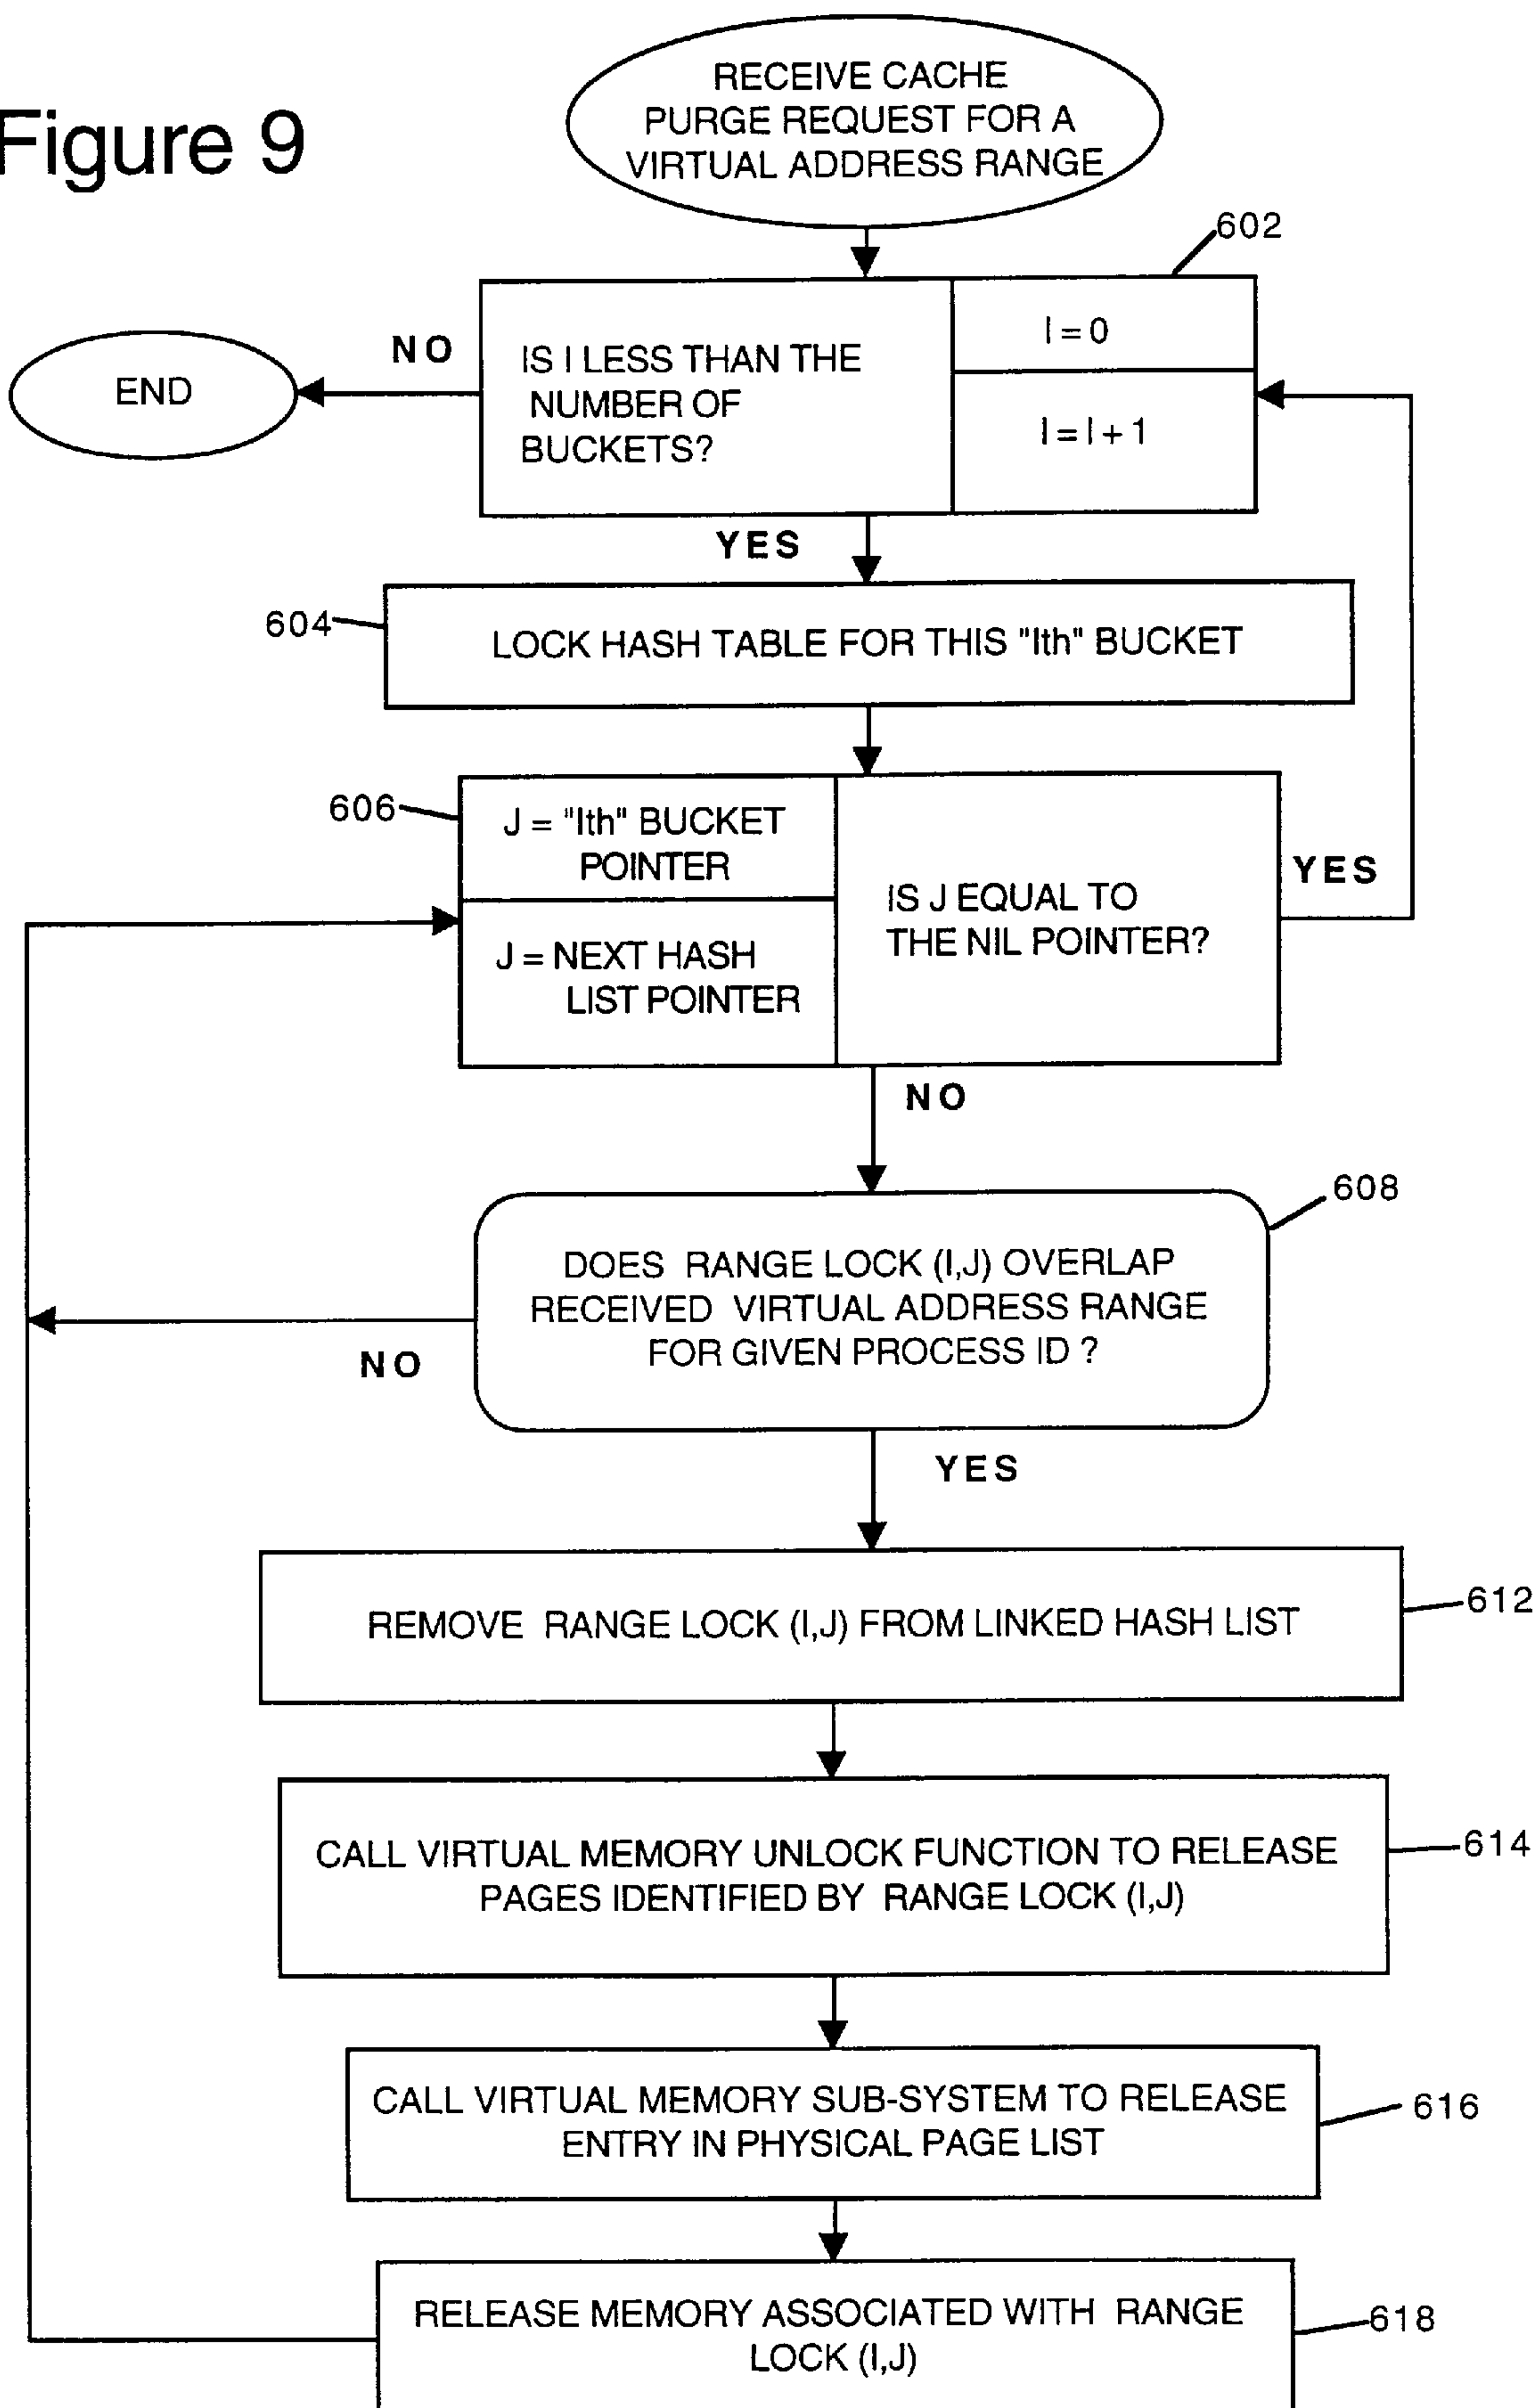 Figure 9
RECEIVE CACHE
PURGE REQUEST FOR A
VIRTUAL ADDRESS RANGE
602
NO
END
IS I LESS THAN THE
NUMBER OF
BUCKETS?
I = 0
I = I + 1
YES
604
LOCK HASH TABLE FOR THIS "Ith" BUCKET
606
J = "Ith" BUCKET
POINTER
J = NEXT HASH
LIST POINTER
IS J EQUAL TO
THE NIL POINTER?
YES
NO
608
DOES RANGE LOCK (I,J) OVERLAP
RECEIVED VIRTUAL ADDRESS RANGE
FOR GIVEN PROCESS ID ?
NO
YES
REMOVE RANGE LOCK (I,J) FROM LINKED HASH LIST
612
CALL VIRTUAL MEMORY UNLOCK FUNCTION TO RELEASE
PAGES IDENTIFIED BY RANGE LOCK (I,J)
614
CALL VIRTUAL MEMORY SUB-SYSTEM TO RELEASE
ENTRY IN PHYSICAL PAGE LIST
616
RELEASE MEMORY ASSOCIATED WITH RANGE
LOCK (I,J)
618